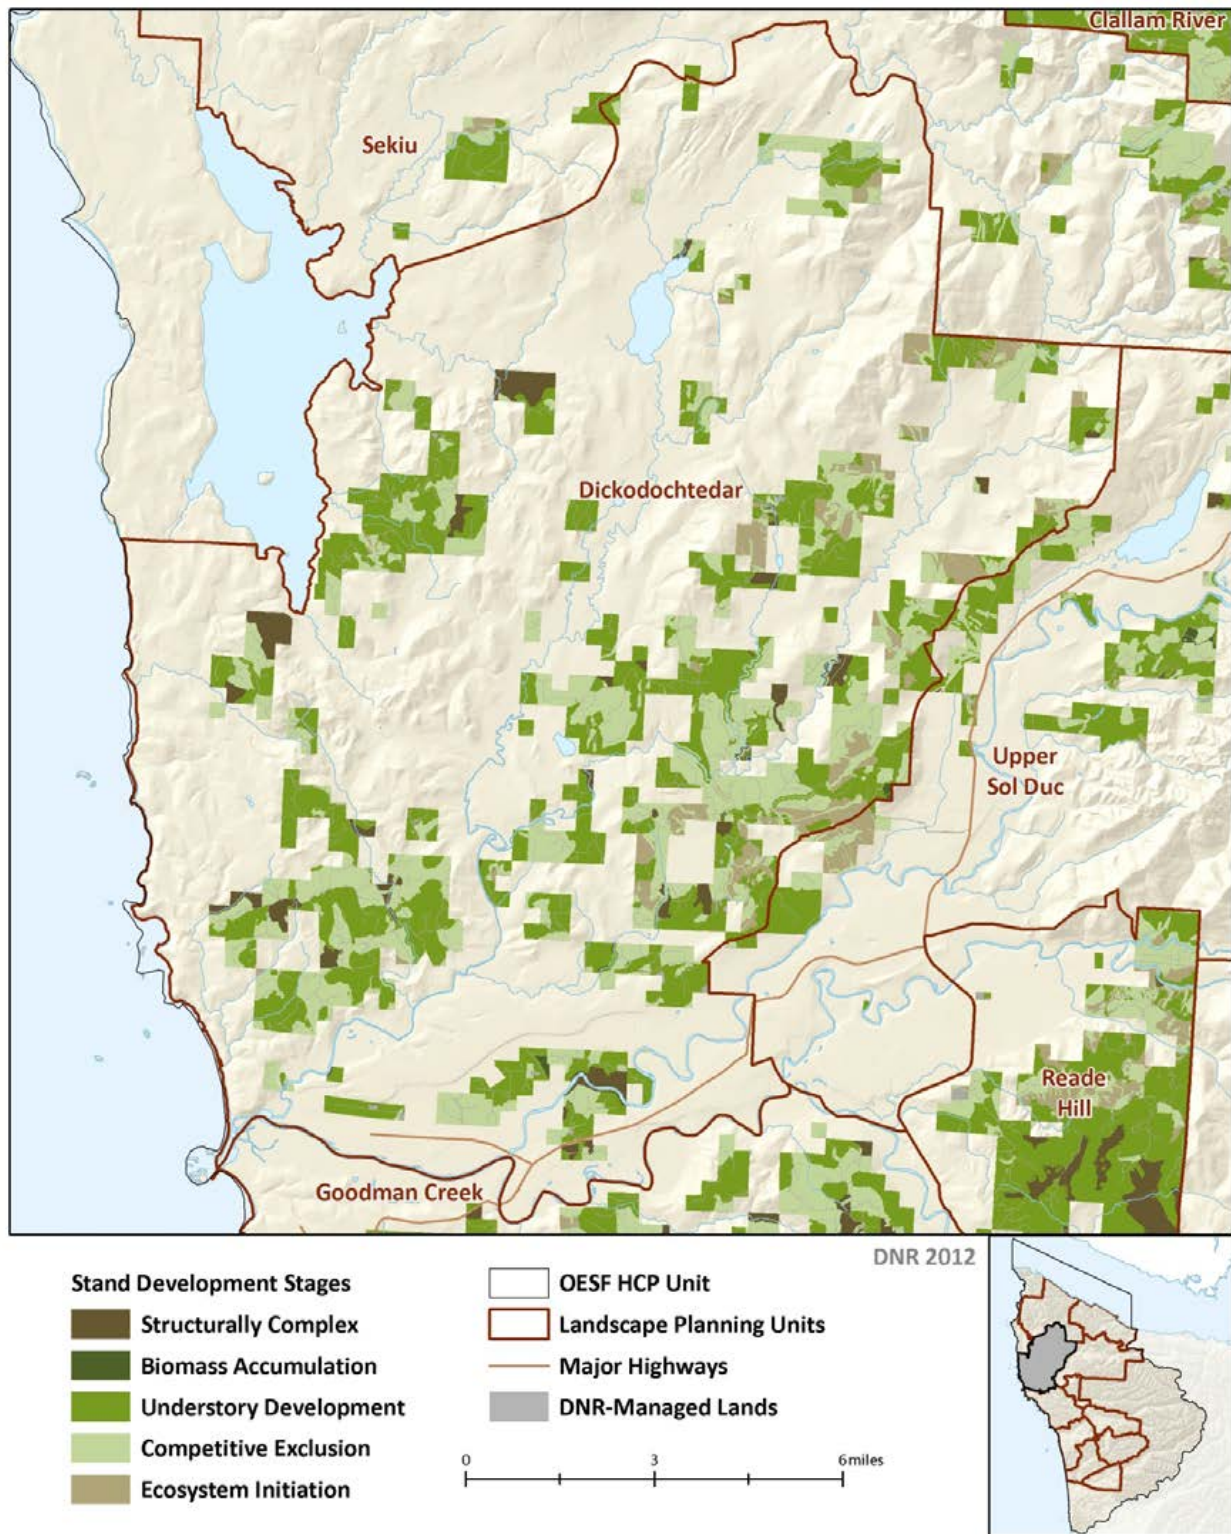 Clallam River
Sekiu
Dickodochtedar
Upper
Sol Duc
Reade
Hill
Goodman Creek
DNR 2012
Stand Development Stages
Structurally Complex
Biomass Accumulation
Understory Development
Competitive Exclusion
Ecosystem Initiation
OESF HCP Unit
Landscape Planning Units
Major Highways
DNR-Managed Lands
0 3 6 miles